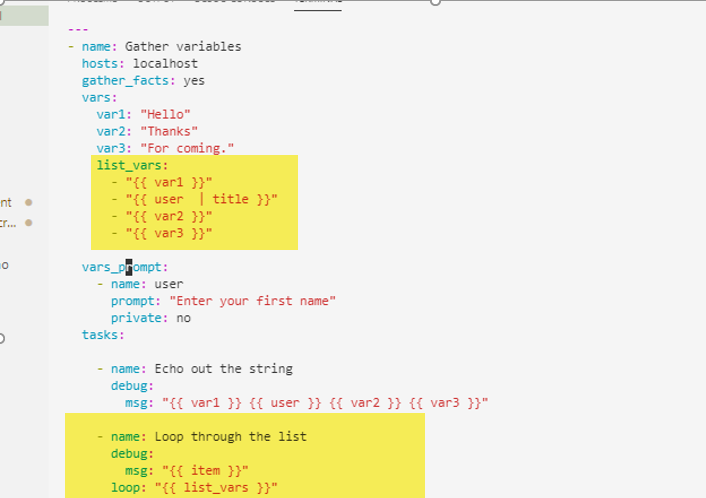 ---
- name: Gather variables
  hosts: localhost
  gather_facts: yes
  vars:
    var1: "Hello"
    var2: "Thanks"
    var3: "For coming."
    list_vars:
      - "{{ var1 }}"
      - "{{ user  | title }}"
      - "{{ var2 }}"
      - "{{ var3 }}"
nt
cr...
  vars_prompt:
    - name: user
      prompt: "Enter your first name"
      private: no
  tasks:
    - name: Echo out the string
      debug:
        msg: "{{ var1 }} {{ user }} {{ var2 }} {{ var3 }}"
    - name: Loop through the list
      debug:
        msg: "{{ item }}"
      loop: "{{ list_vars }}"